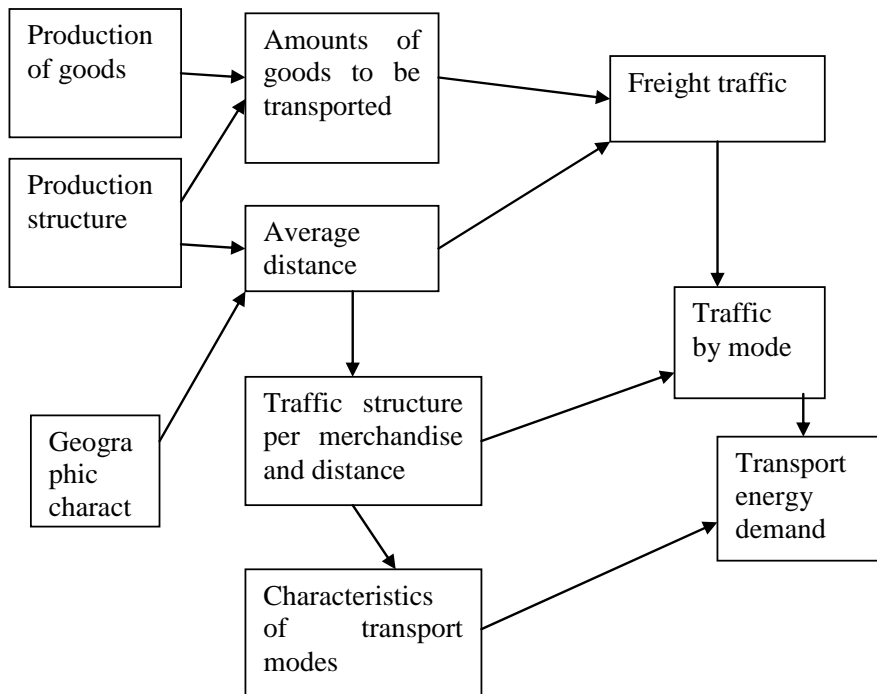 Production
of goods
Amounts of
goods to be
transported
Freight traffic
Production
structure
Average
distance
Traffic
by mode
Geogra
phic
charact
Traffic structure
per merchandise
and distance
Transport
energy
demand
Characteristics
of transport
modes